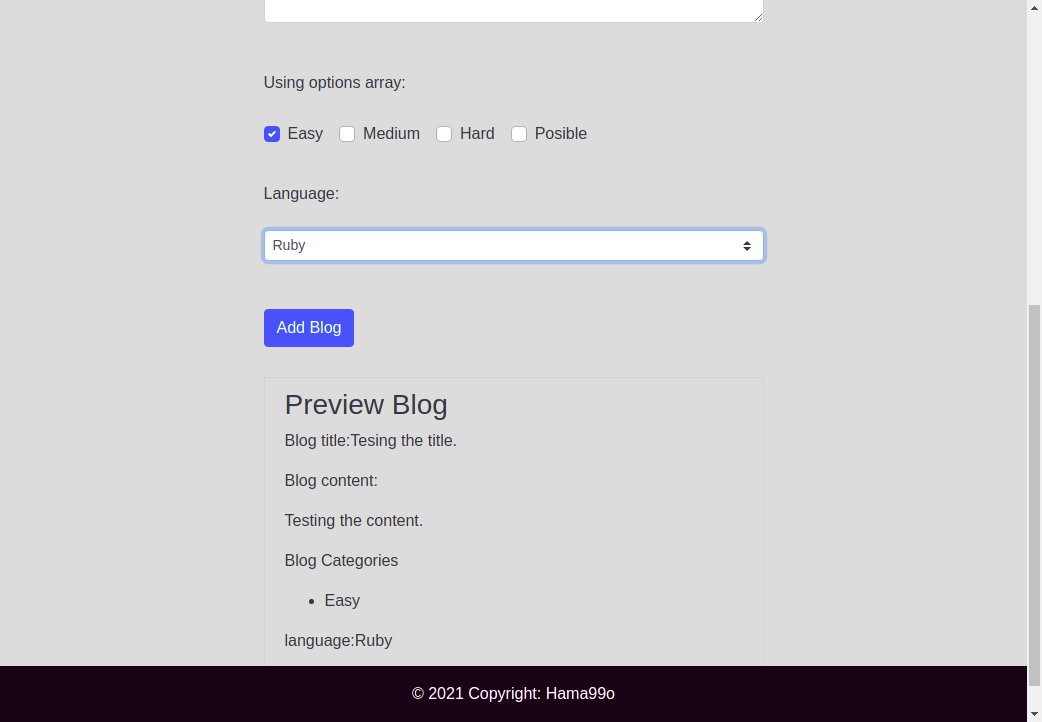 Using options array:
Easy Medium Hard Posible
Language:
Ruby
Add Blog
Preview Blog
Blog title:Tesing the title.
Blog content:
Testing the content.
Blog Categories
Easy
language:Ruby
© 2021 Copyright: Hama99o